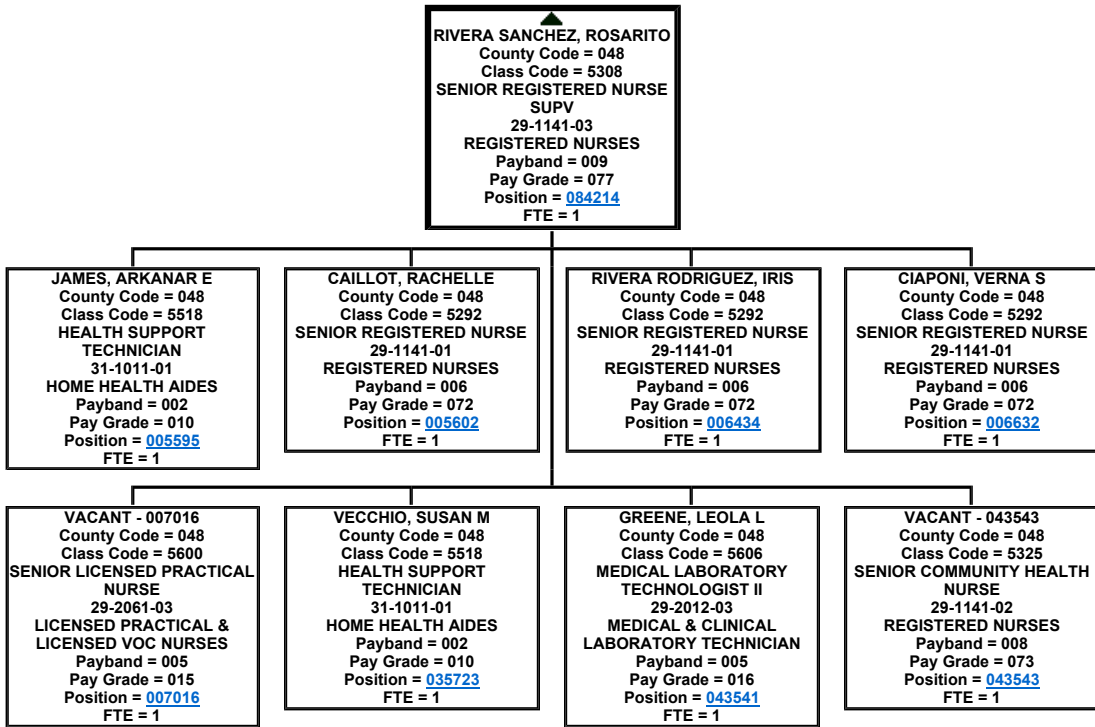 RIVERA SANCHEZ, ROSARITO
County Code = 048
Class Code = 5308
SENIOR REGISTERED NURSE
SUPV
29-1141-03
REGISTERED NURSES
Payband = 009
Pay Grade = 077
Position = 084214
FTE = 1
JAMES, ARKANAR E
County Code = 048
Class Code = 5518
HEALTH SUPPORT
TECHNICIAN
31-1011-01
HOME HEALTH AIDES
Payband = 002
Pay Grade = 010
Position = 005595
FTE = 1
CAILLOT, RACHELLE
County Code = 048
Class Code = 5292
SENIOR REGISTERED NURSE
29-1141-01
REGISTERED NURSES
Payband = 006
Pay Grade = 072
Position = 005602
FTE = 1
RIVERA RODRIGUEZ, IRIS
County Code = 048
Class Code = 5292
SENIOR REGISTERED NURSE
29-1141-01
REGISTERED NURSES
Payband = 006
Pay Grade = 072
Position = 006434
FTE = 1
CIAPONI, VERNA S
County Code = 048
Class Code = 5292
SENIOR REGISTERED NURSE
29-1141-01
REGISTERED NURSES
Payband = 006
Pay Grade = 072
Position = 006632
FTE = 1
VACANT - 007016
County Code = 048
Class Code = 5600
SENIOR LICENSED PRACTICAL
NURSE
29-2061-03
LICENSED PRACTICAL &
LICENSED VOC NURSES
Payband = 005
Pay Grade = 015
Position = 007016
FTE = 1
VECCHIO, SUSAN M
County Code = 048
Class Code = 5518
HEALTH SUPPORT
TECHNICIAN
31-1011-01
HOME HEALTH AIDES
Payband = 002
Pay Grade = 010
Position = 035723
FTE = 1
GREENE, LEOLA L
County Code = 048
Class Code = 5606
MEDICAL LABORATORY
TECHNOLOGIST II
29-2012-03
MEDICAL & CLINICAL
LABORATORY TECHNICIAN
Payband = 005
Pay Grade = 016
Position = 043541
FTE = 1
VACANT - 043543
County Code = 048
Class Code = 5325
SENIOR COMMUNITY HEALTH
NURSE
29-1141-02
REGISTERED NURSES
Payband = 008
Pay Grade = 073
Position = 043543
FTE = 1